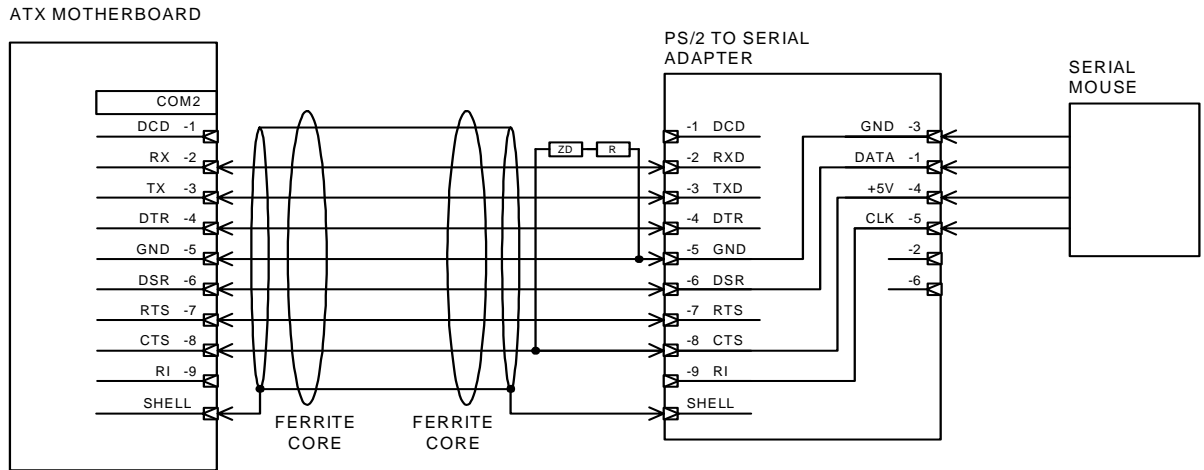 ATX MOTHERBOARD
COM2
DCD -1
RX -2
TX -3
DTR -4
GND -5
DSR -6
RTS -7
CTS -8
RI -9
SHELL
FERRITE
CORE
FERRITE
CORE
ZD
R
PS/2 TO SERIAL
ADAPTER
-1 DCD
-2 RXD
-3 TXD
-4 DTR
-5 GND
-6 DSR
-7 RTS
-8 CTS
-9 RI
SHELL
GND -3
DATA -1
+5V -4
CLK -5
-2
-6
SERIAL
MOUSE